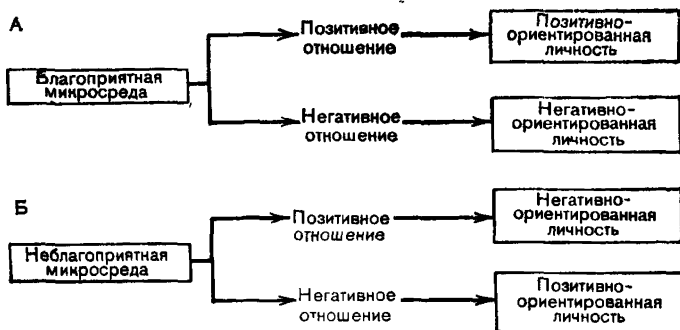 А
Благоприятная
микросреда
Позитивное
отношение
Позитивно-
ориентированная
личность
Негативное
отношение
Негативно-
ориентированная
личность
Б
Неблагоприятная
микросреда
Позитивное
отношение
Негативно-
ориентированная
личность
Негативное
отношение
Позитивно-
ориентированная
личность